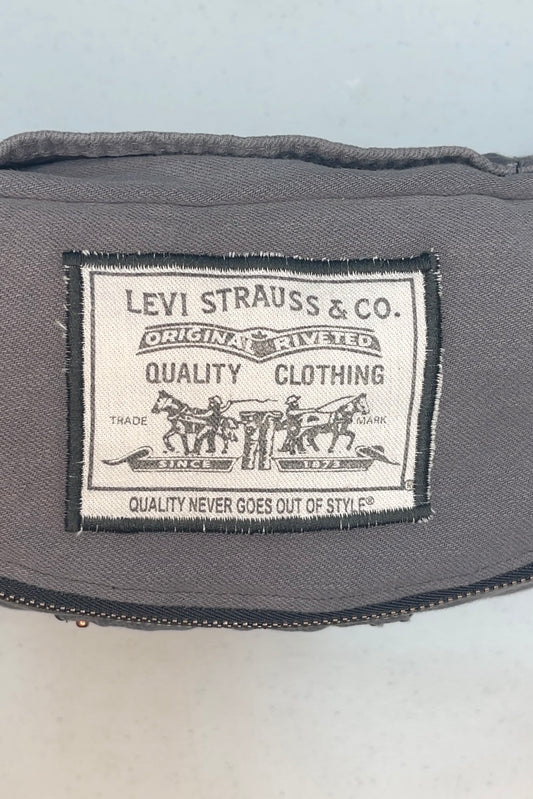 LEVI STRAUSS & CO.
ORIGINAL RIVETED
QUALITY CLOTHING
TRADE MARK
SINCE 1873
QUALITY NEVER GOES OUT OF STYLE®